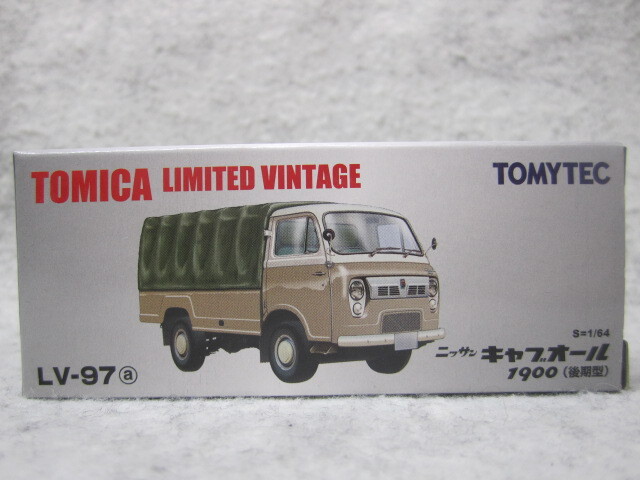 TOMICA LIMITED VINTAGE
TOMYTEC
S=1/64
ニッサン キャブオール
1900 (後期型)
LV-97 ⓐ